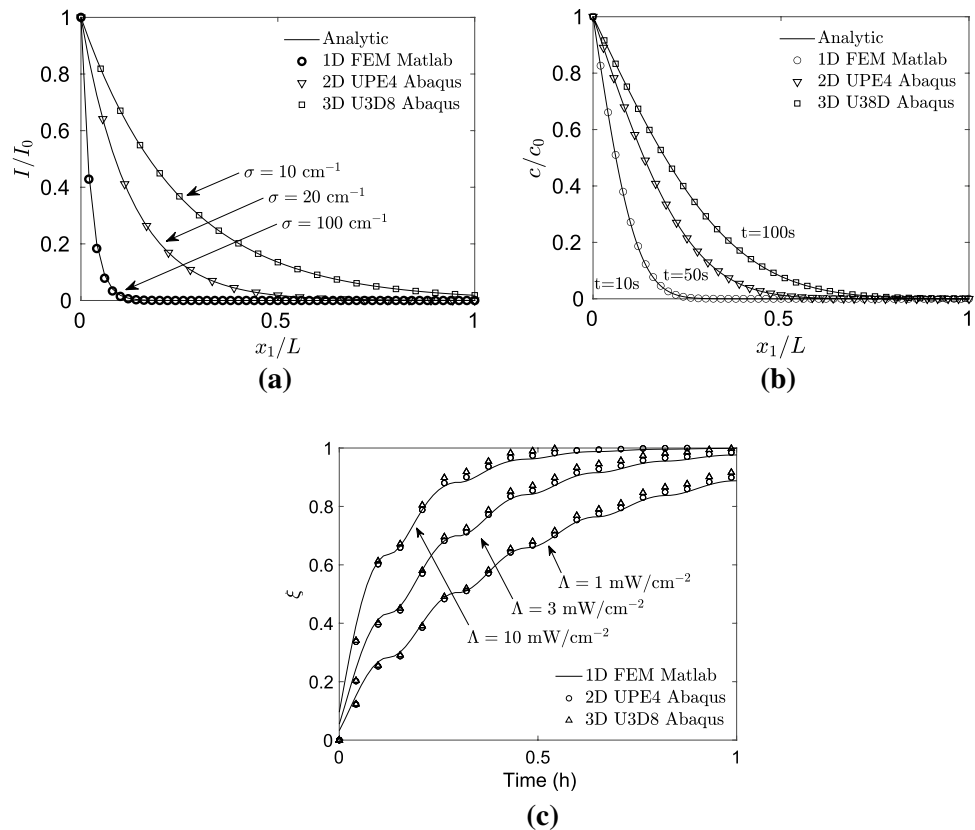 1
0.8
0.6
0.4
0.2
0
0
0.5
1
I/I₀
x₁/L
Analytic
1D FEM Matlab
2D UPE4 Abaqus
3D U3D8 Abaqus
σ = 10 cm⁻¹
σ = 20 cm⁻¹
σ = 100 cm⁻¹
(a)
1
0.8
0.6
0.4
0.2
0
0
0.5
1
c/c₀
x₁/L
Analytic
1D FEM Matlab
2D UPE4 Abaqus
3D U38D Abaqus
t=100s
t=50s
t=10s
(b)
1
0.8
0.6
0.4
0.2
0
0
0.5
1
ξ
Time (h)
Λ = 1 mW/cm⁻²
Λ = 3 mW/cm⁻²
Λ = 10 mW/cm⁻²
1D FEM Matlab
2D UPE4 Abaqus
3D U3D8 Abaqus
(c)